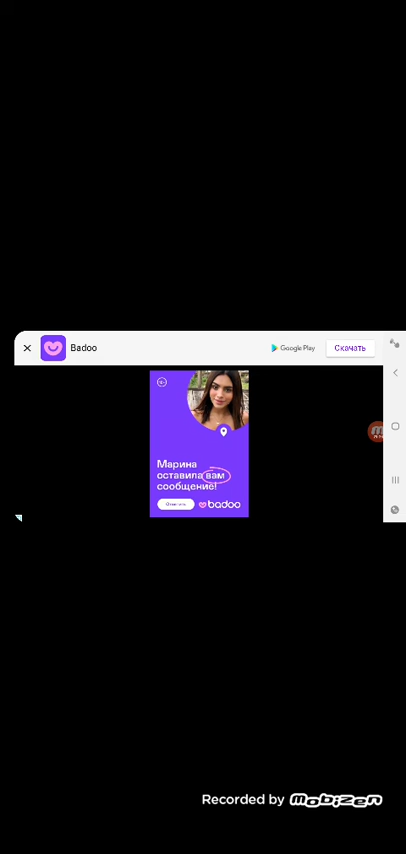 Badoo
Google Play
Скачать
Марина
оставила вам
сообщение!
badoo
Recorded by Mobizen